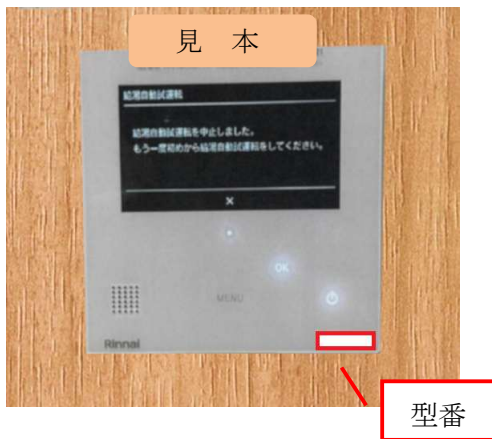 見 本
給湯自動試運転
給湯自動試運転を中止しました。
もう一度初めから給湯自動試運転をしてください。
×
OK
MENU
Rinnai
型番